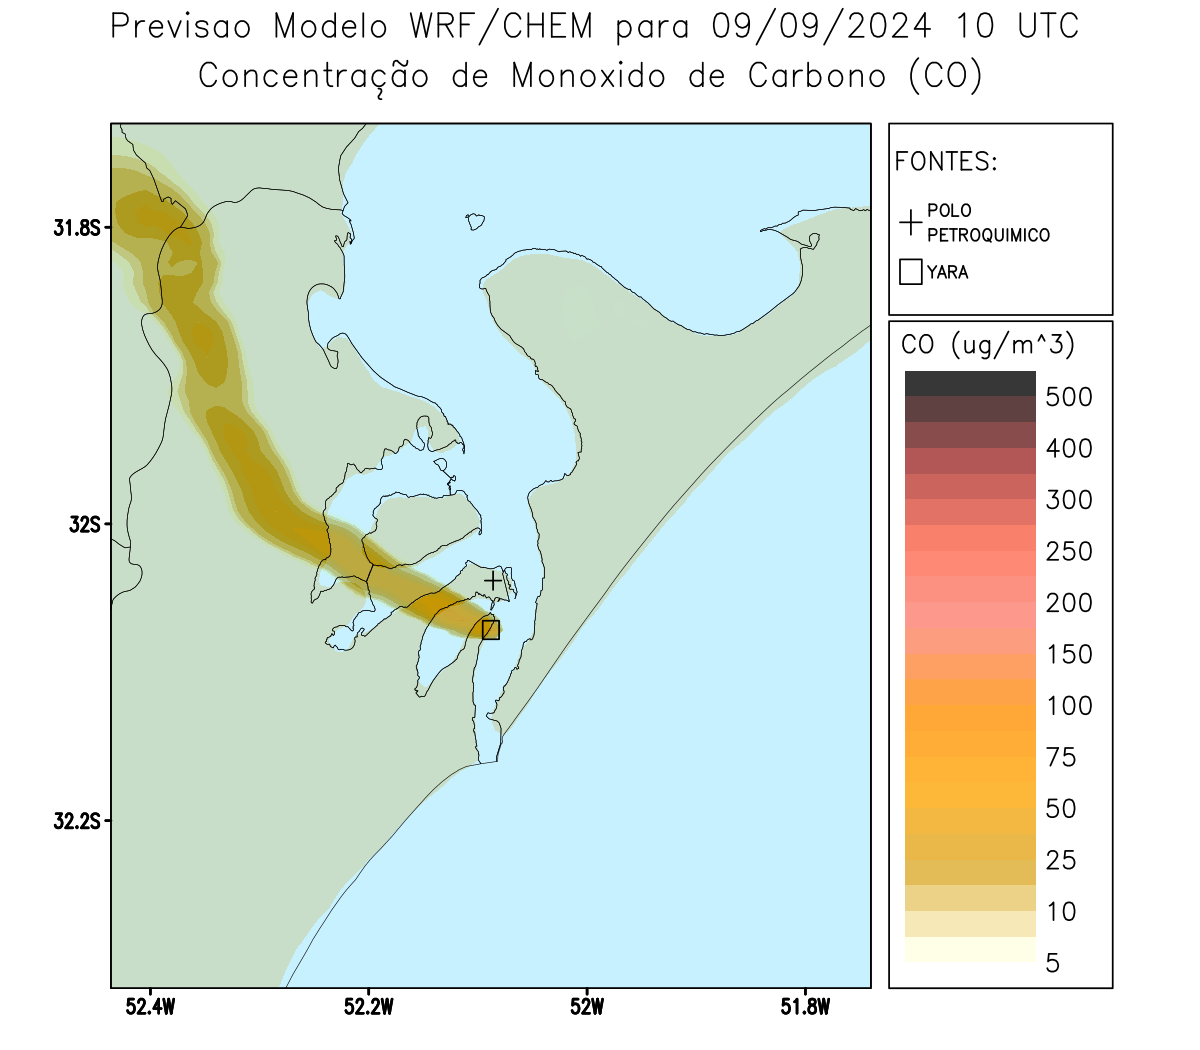 Previsao Modelo WRF/CHEM para 09/09/2024 10 UTC
Concentração de Monoxido de Carbono (CO)
FONTES:
POLO
PETROQUIMICO
YARA
CO (ug/m^3)
500
400
300
250
200
150
100
75
50
25
10
5
31.8S
32S
32.2S
52.4W
52.2W
52W
51.8W